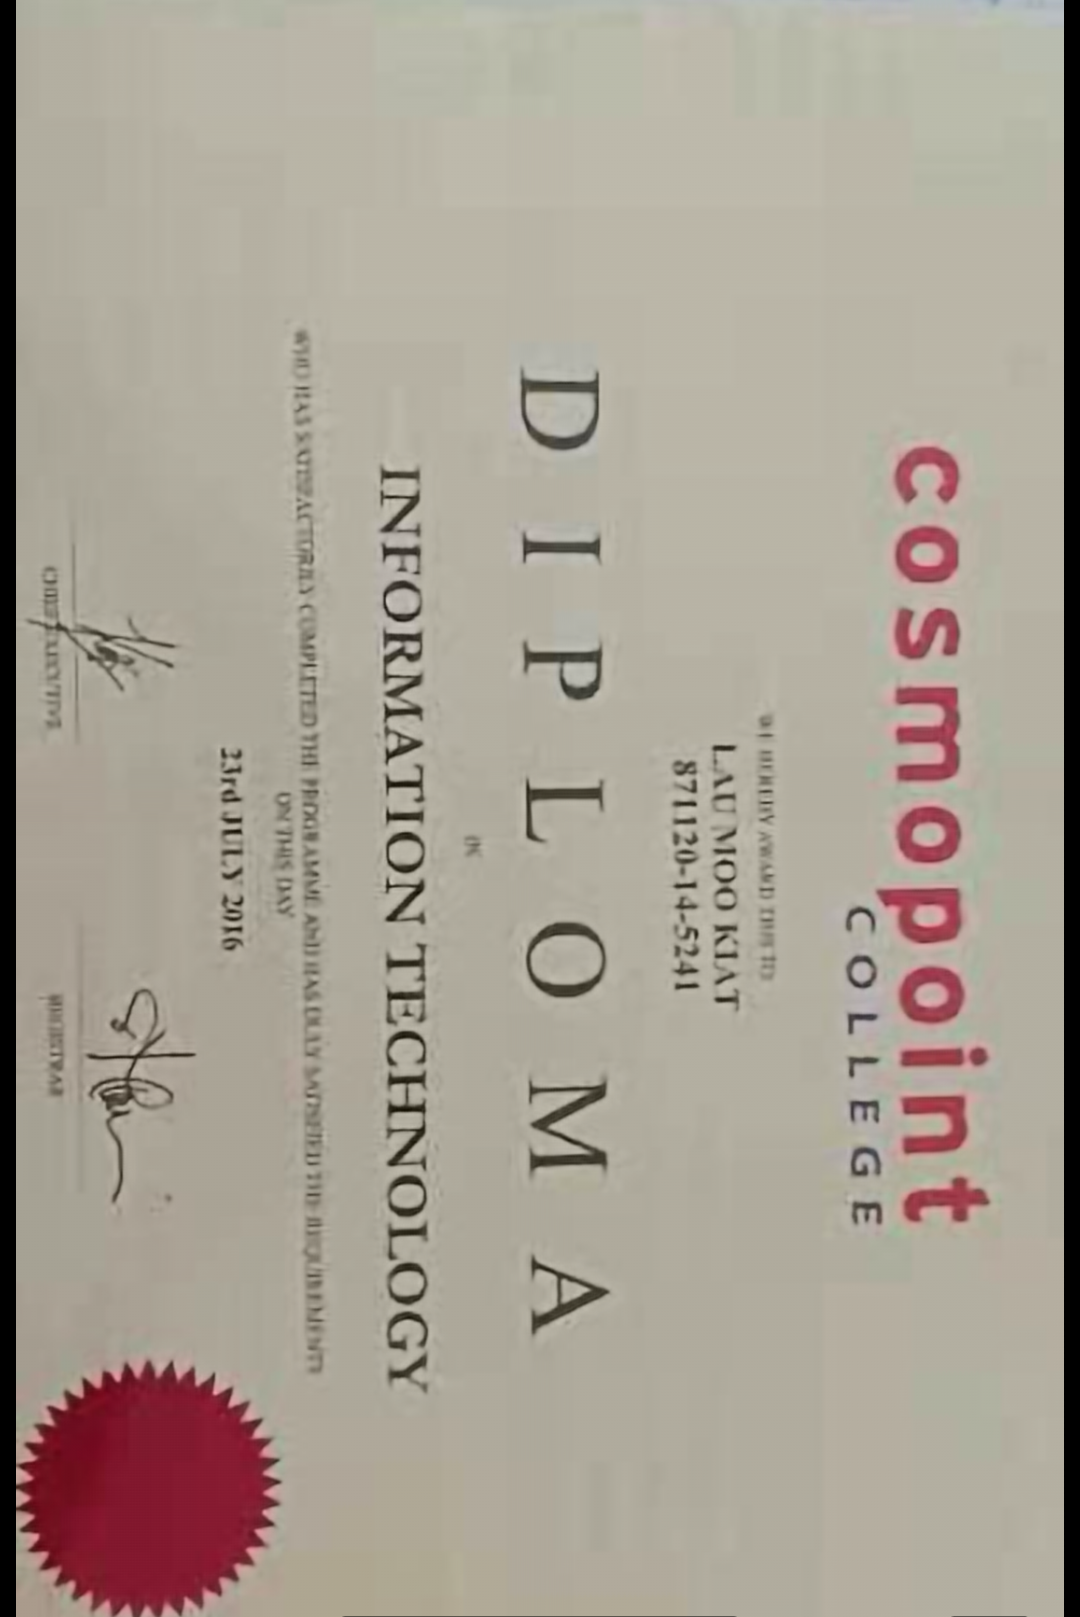 cosmopoint
COLLEGE
WE HEREBY AWARD THIS TO
LAU MOO KIAT
871120-14-5241
DIPLOMA
IN
INFORMATION TECHNOLOGY
WHO HAS SATISFACTORILY COMPLETED THE PROGRAMME AND HAS DULY SATISFIED THE REQUIREMENTS
ON THIS DAY
23rd JULY 2016
CHIEF EXECUTIVE
REGISTRAR